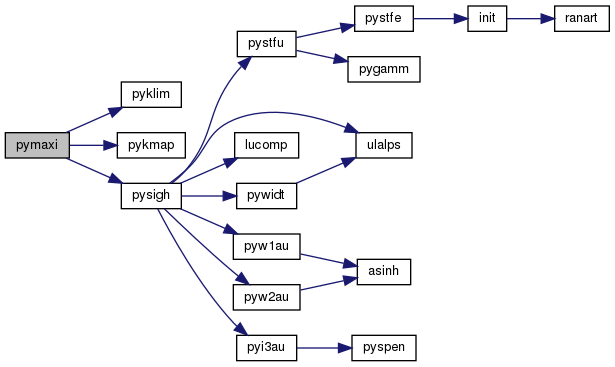 pystfe
init
ranart
pystfu
pygamm
pyklim
pymaxi
pykmap
lucomp
ulalps
pysigh
pywidt
pyw1au
asinh
pyw2au
pyi3au
pyspen